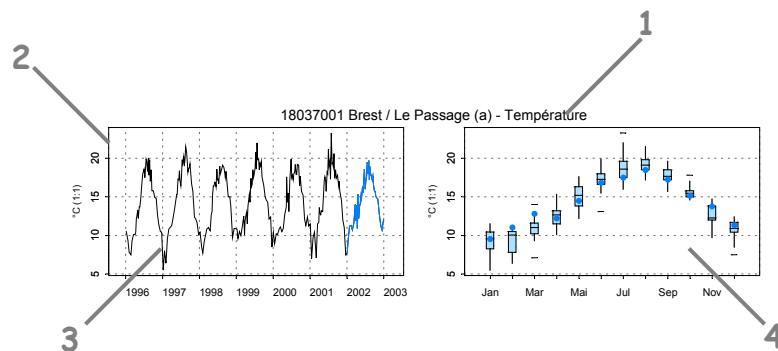 1
2
18037001 Brest / Le Passage (a) - Température
°C (1:1)
20
15
10
5
1996 1997 1998 1999 2000 2001 2002 2003
°C (1:1)
20
15
10
5
Jan Mar Mai Jul Sep Nov
3
4